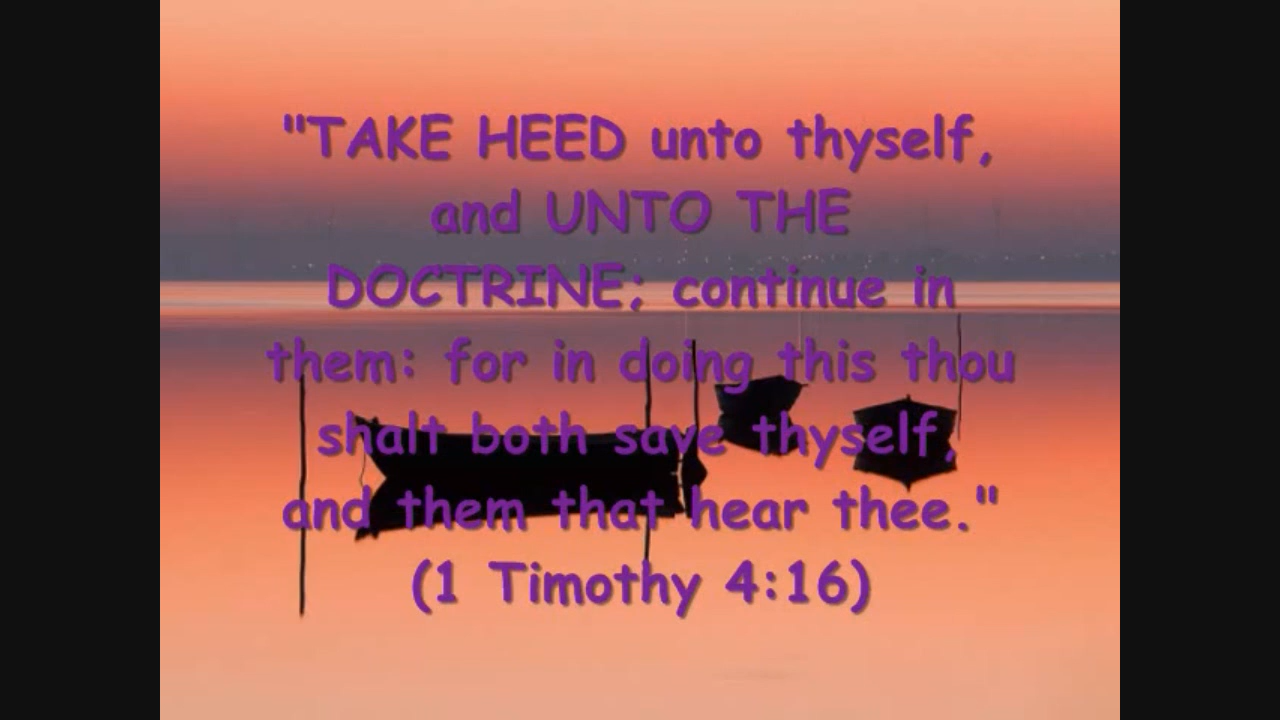 "TAKE HEED unto thyself,
and UNTO THE
DOCTRINE; continue in
them: for in doing this thou
shalt both save thyself,
and them that hear thee."
(1 Timothy 4:16)